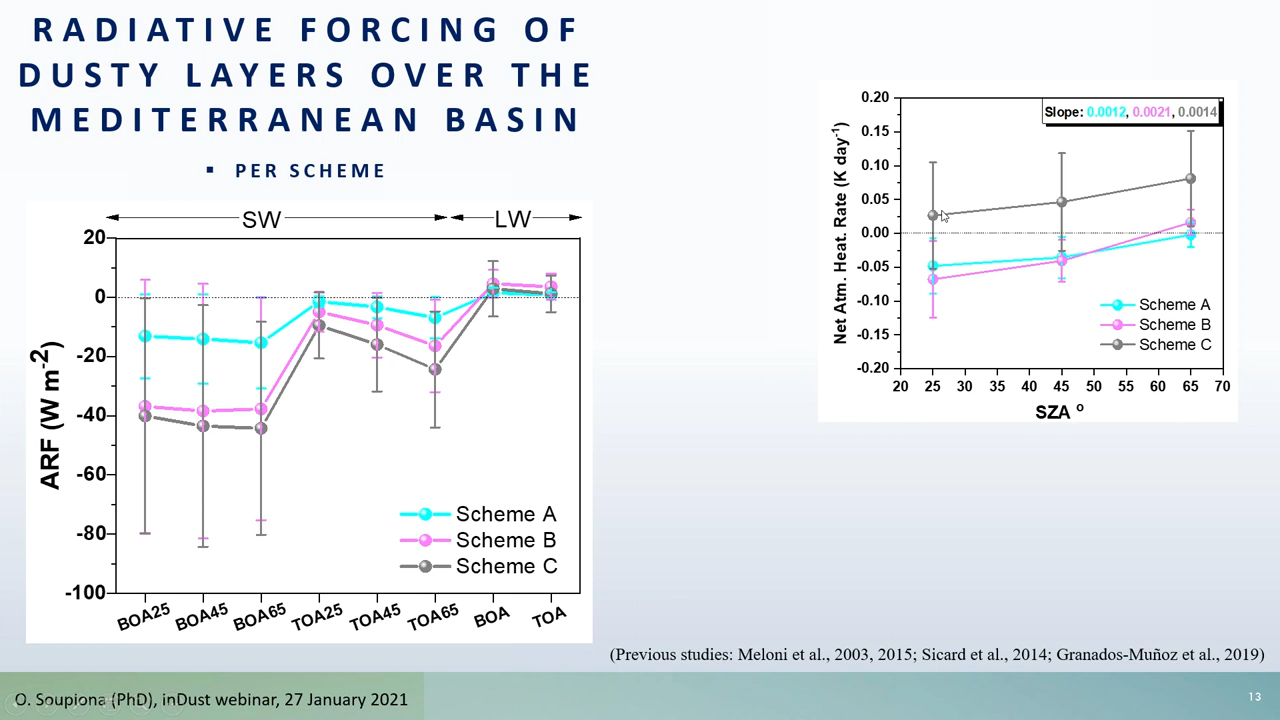 RADIATIVE FORCING OF
DUSTY LAYERS OVER THE
MEDITERRANEAN BASIN
▪ PER SCHEME
SW
LW
20
0
-20
-40
-60
-80
-100
ARF (W m-2)
Scheme A
Scheme B
Scheme C
BOA25 BOA45 BOA65 TOA25 TOA45 TOA65 BOA TOA
Slope: 0.0012, 0.0021, 0.0014
0.20
0.15
0.10
0.05
0.00
-0.05
-0.10
-0.15
-0.20
Net Atm. Heat. Rate (K day-1)
Scheme A
Scheme B
Scheme C
20 25 30 35 40 45 50 55 60 65 70
SZA o
(Previous studies: Meloni et al., 2003, 2015; Sicard et al., 2014; Granados-Muñoz et al., 2019)
O. Soupiona (PhD), inDust webinar, 27 January 2021
13